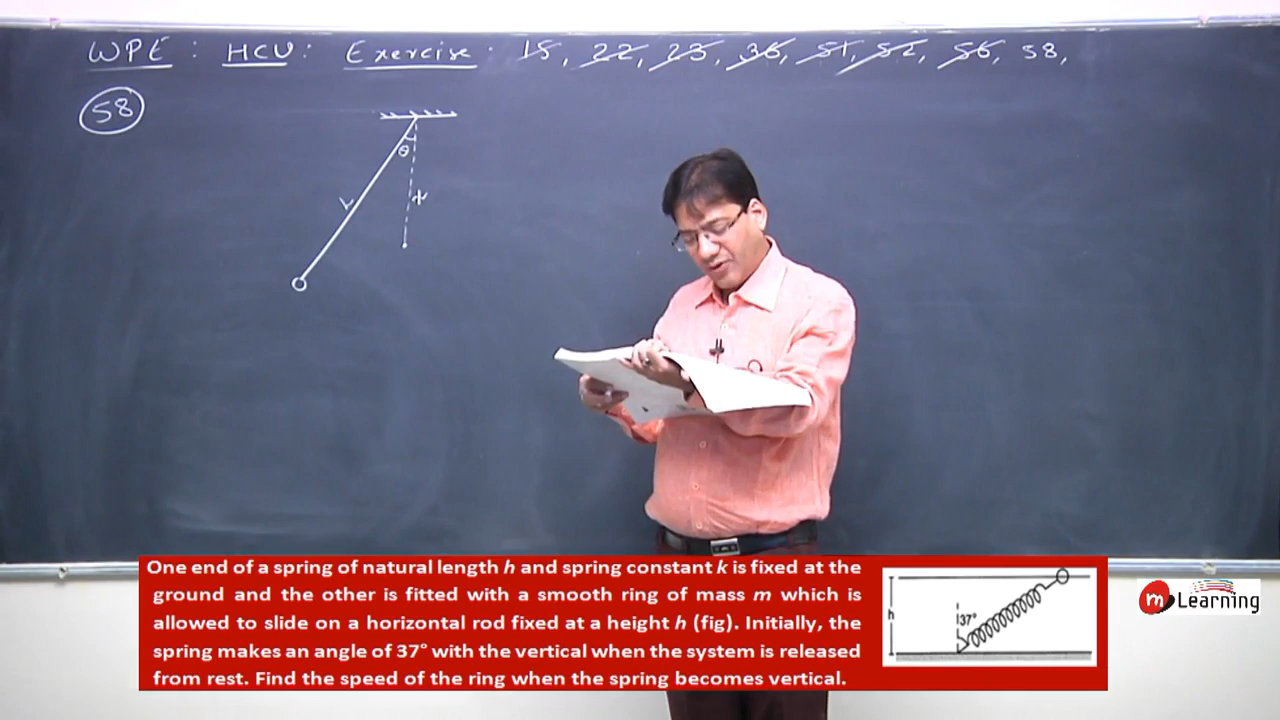 WPE : HCV : Exercise : 15, 22, 23, 36, 51, 52, 56, 58,
58
θ
L
One end of a spring of natural length h and spring constant k is fixed at the
ground and the other is fitted with a smooth ring of mass m which is
allowed to slide on a horizontal rod fixed at a height h (fig). Initially, the
spring makes an angle of 37° with the vertical when the system is released
from rest. Find the speed of the ring when the spring becomes vertical.
h
37°
m Learning